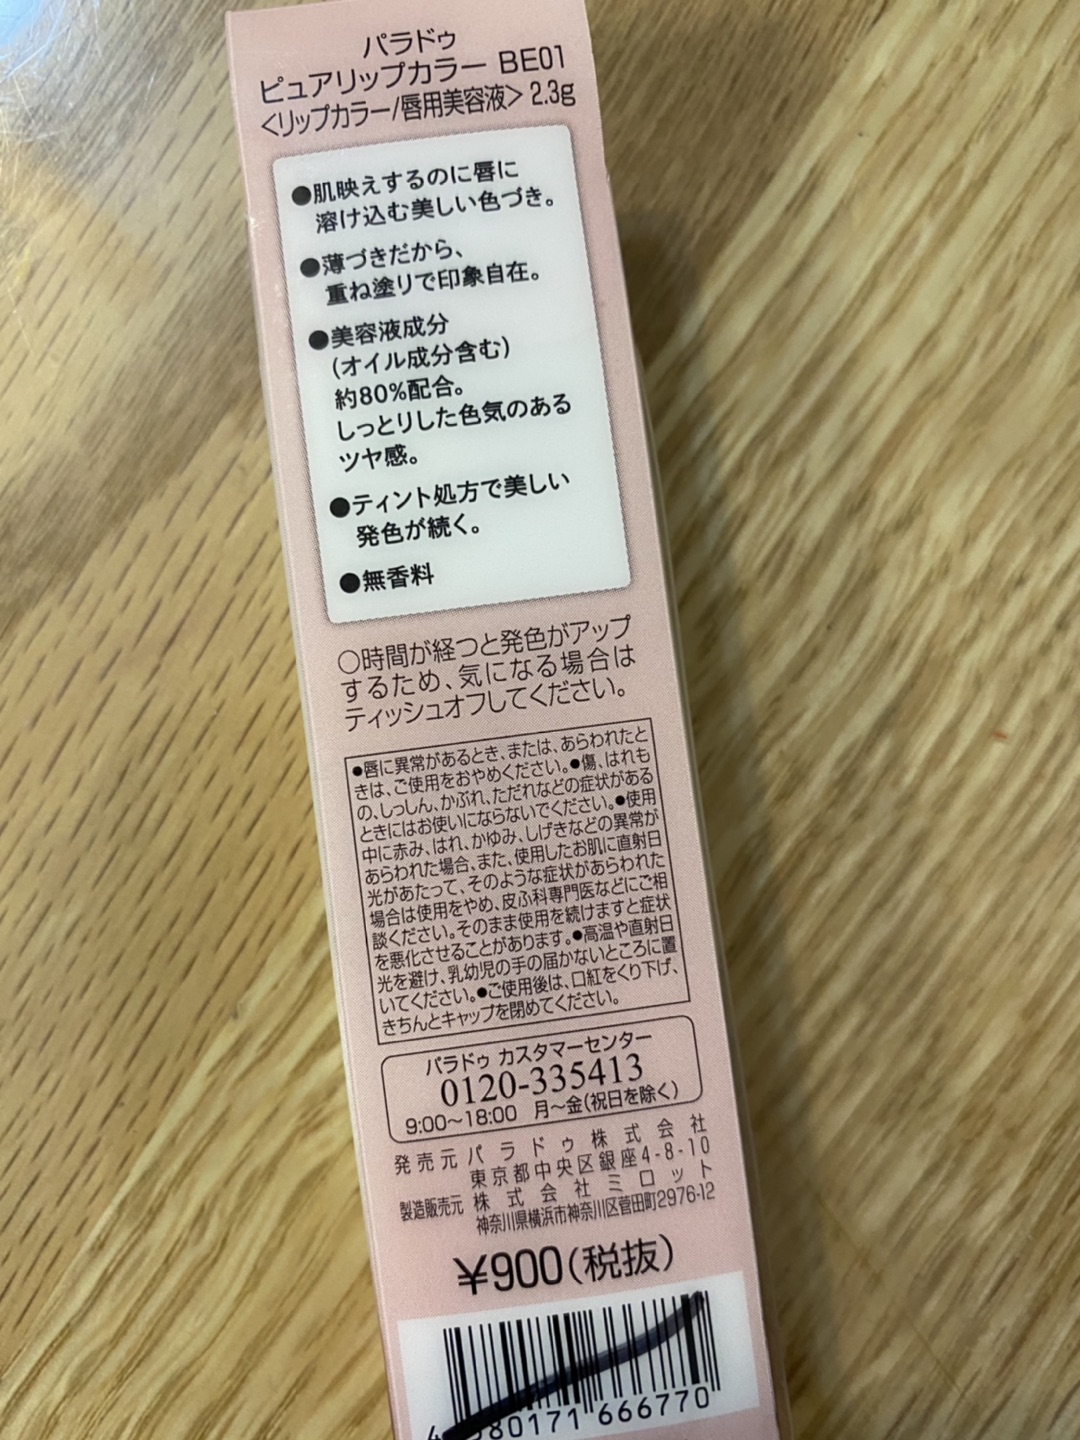 パラドゥ
ピュアリップカラー BE01
<リップカラー/唇用美容液> 2.3g
●肌映えするのに唇に
溶け込む美しい色づき。
●薄づきだから、
重ね塗りで印象自在。
●美容液成分
(オイル成分含む)
約80%配合。
しっとりした色気のある
ツヤ感。
●ティント処方で美しい
発色が続く。
●無香料
○時間が経つと発色がアップ
するため、気になる場合は
ティッシュオフしてください。
●唇に異常があるとき、または、あらわれたと
きは、ご使用をおやめください。●傷、はれも
の、しっしん、かぶれ、ただれなどの症状がある
ときにはお使いにならないでください。●使用
中に赤み、はれ、かゆみ、しげきなどの異常が
あらわれた場合、また、使用したお肌に直射日
光があたって、そのような症状があらわれた
場合は使用をやめ、皮ふ科専門医などにご相
談ください。そのまま使用を続けますと症状
を悪化させることがあります。●高温や直射日
光を避け、乳幼児の手の届かないところに置
いてください。●ご使用後は、口紅をくり下げ、
きちんとキャップを閉めてください。
パラドゥ カスタマーセンター
0120-335413
9:00～18:00 月～金(祝日を除く)
発売元 パラドゥ株式会社
東京都中央区銀座4-8-10
製造販売元 株式会社ミロット
神奈川県横浜市神奈川区菅田町2976-12
¥900(税抜)
4 580171 666770